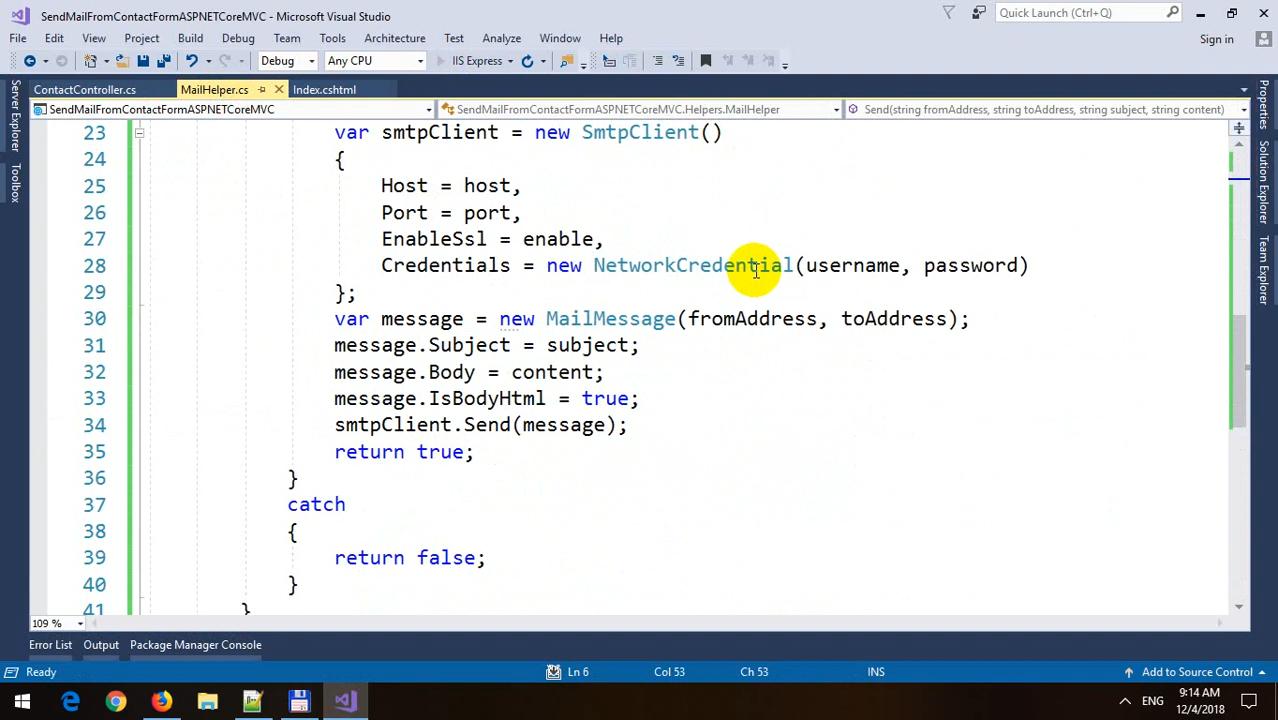 SendMailFromContactFormASPNETCoreMVC - Microsoft Visual Studio
Quick Launch (Ctrl+Q)
File Edit View Project Build Debug Team Tools Architecture Test Analyze Window Help
Sign in
Debug Any CPU IIS Express
ContactController.cs MailHelper.cs Index.cshtml
SendMailFromContactFormASPNETCoreMVC SendMailFromContactFormASPNETCoreMVC.Helpers.MailHelper Send(string fromAddress, string toAddress, string subject, string content)
Server Explorer
Toolbox
Properties
Solution Explorer
Team Explorer
23 var smtpClient = new SmtpClient()
24 {
25 Host = host,
26 Port = port,
27 EnableSsl = enable,
28 Credentials = new NetworkCredential(username, password)
29 };
30 var message = new MailMessage(fromAddress, toAddress);
31 message.Subject = subject;
32 message.Body = content;
33 message.IsBodyHtml = true;
34 smtpClient.Send(message);
35 return true;
36 }
37 catch
38 {
39 return false;
40 }
41 }
109 %
Error List Output Package Manager Console
Ready Ln 6 Col 53 Ch 53 INS Add to Source Control
ENG 9:14 AM
12/4/2018